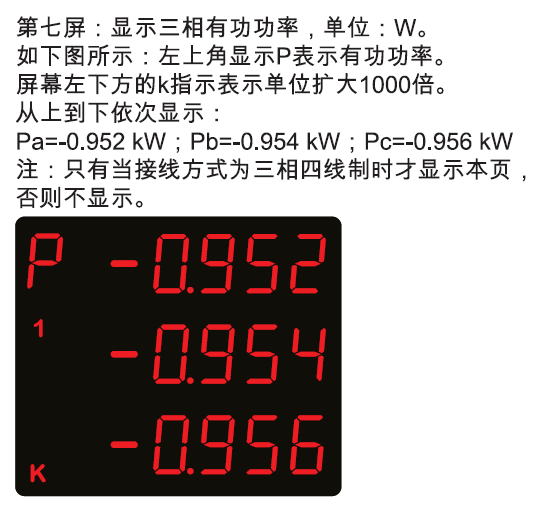 第七屏：显示三相有功功率，单位：W。
如下图所示：左上角显示P表示有功功率。
屏幕左下方的k指示表示单位扩大1000倍。
从上到下依次显示：
Pa=-0.952 kW；Pb=-0.954 kW；Pc=-0.956 kW
注：只有当接线方式为三相四线制时才显示本页，
否则不显示。
P -0.952
1 -0.954
K -0.956